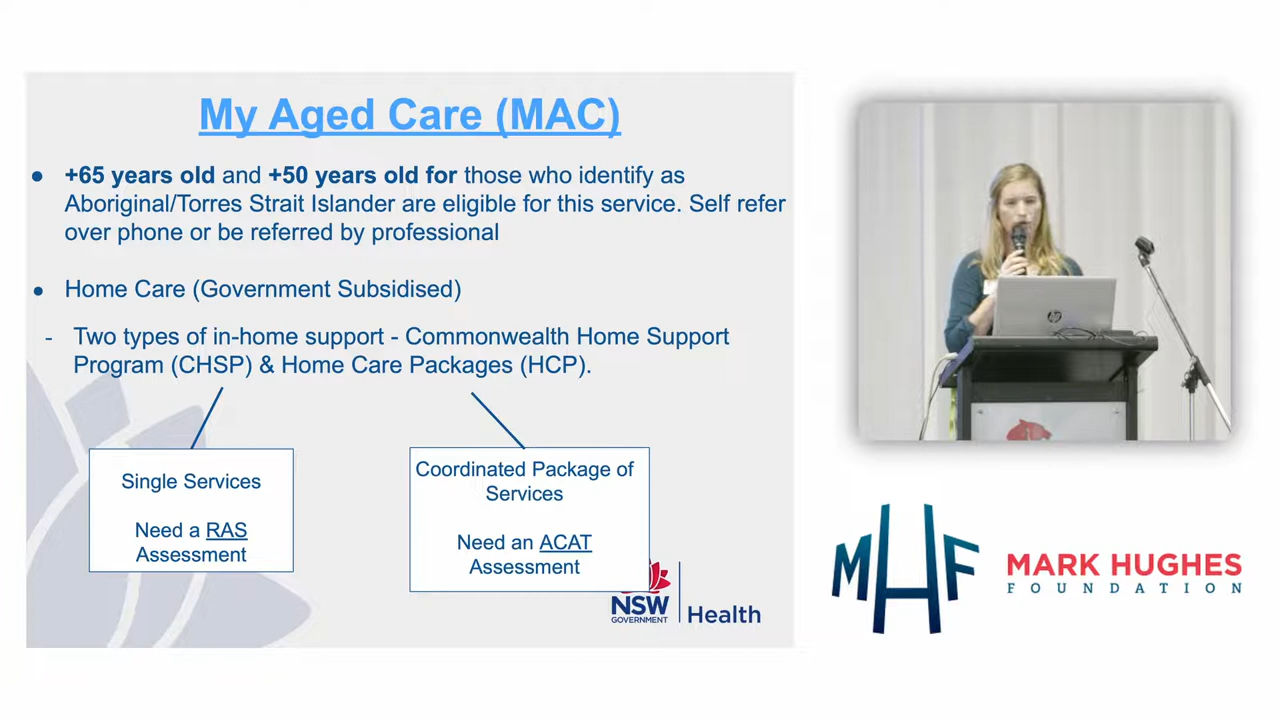 My Aged Care (MAC)
● +65 years old and +50 years old for those who identify as
Aboriginal/Torres Strait Islander are eligible for this service. Self refer
over phone or be referred by professional
● Home Care (Government Subsidised)
- Two types of in-home support - Commonwealth Home Support
Program (CHSP) & Home Care Packages (HCP).
Single Services
Need a RAS
Assessment
Coordinated Package of
Services
Need an ACAT
Assessment
NSW
GOVERNMENT
Health
hp
MHF
MARK HUGHES
FOUNDATION